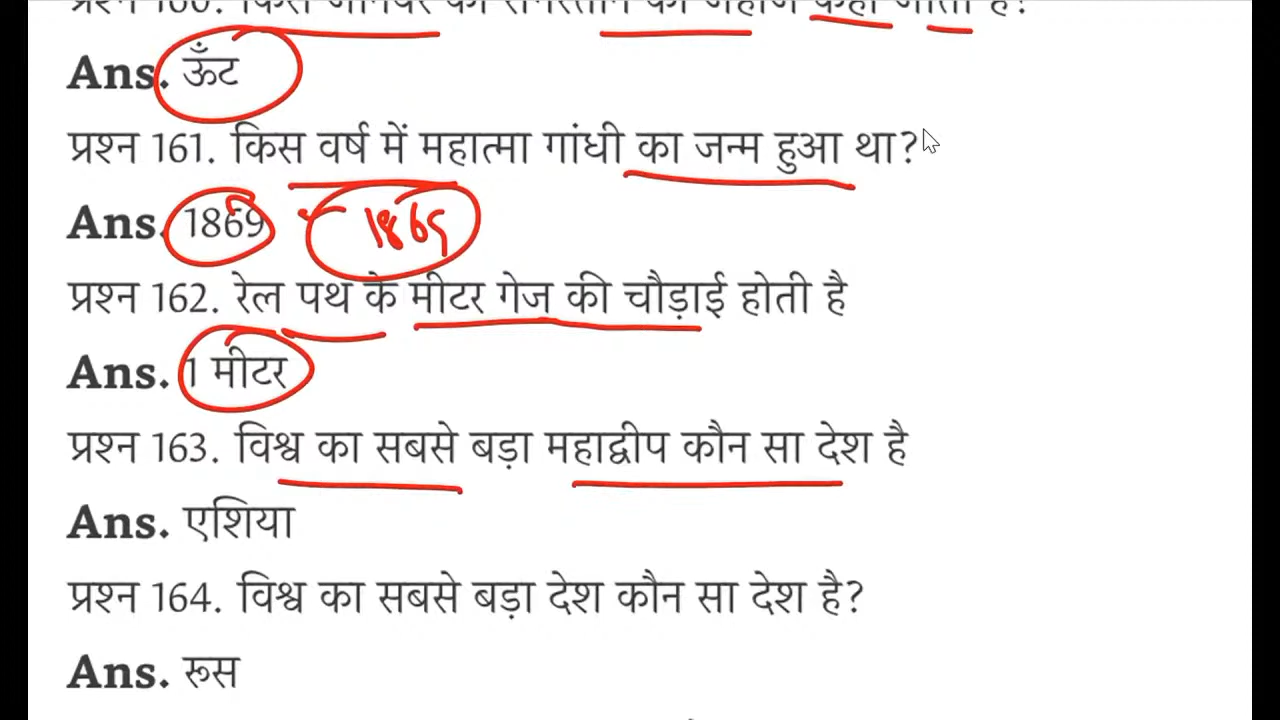 Ans. ऊँट
प्रश्न 161. किस वर्ष में महात्मा गांधी का जन्म हुआ था?
Ans. 1869 1869
प्रश्न 162. रेल पथ के मीटर गेज की चौड़ाई होती है
Ans. 1 मीटर
प्रश्न 163. विश्व का सबसे बड़ा महाद्वीप कौन सा देश है
Ans. एशिया
प्रश्न 164. विश्व का सबसे बड़ा देश कौन सा देश है?
Ans. रूस